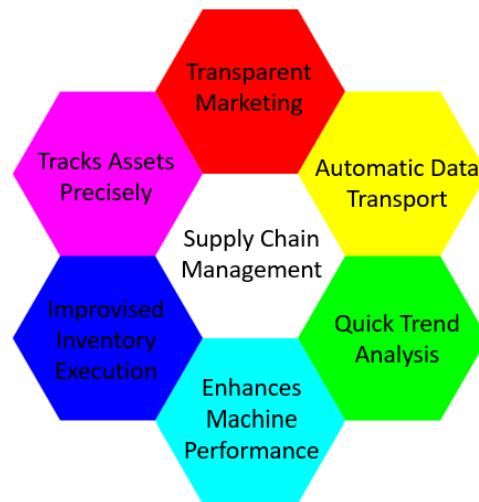 Transparent
Marketing
Tracks Assets
Precisely
Automatic Data
Transport
Supply Chain
Management
Improvised
Inventory
Execution
Quick Trend
Analysis
Enhances
Machine
Performance